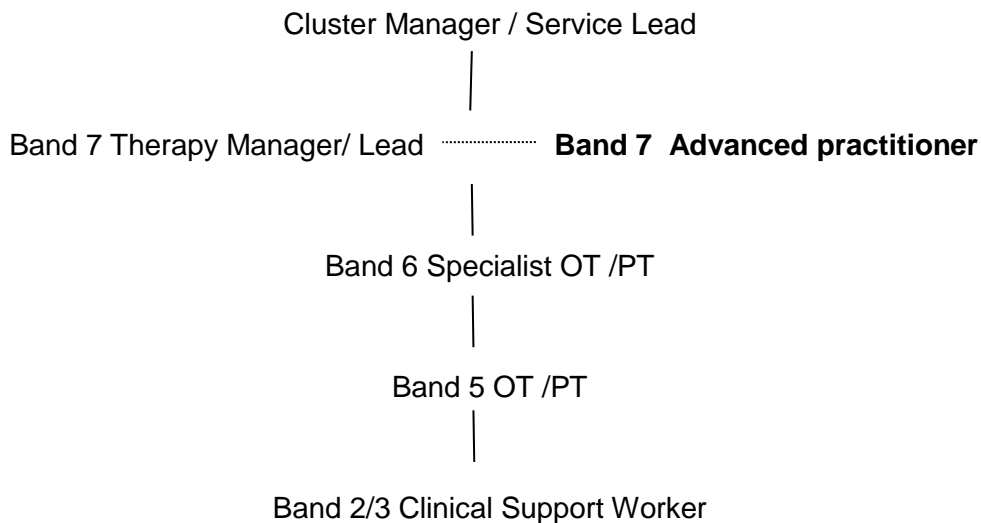 Cluster Manager / Service Lead
Band 7 Therapy Manager/ Lead Band 7 Advanced practitioner
Band 6 Specialist OT /PT
Band 5 OT /PT
Band 2/3 Clinical Support Worker